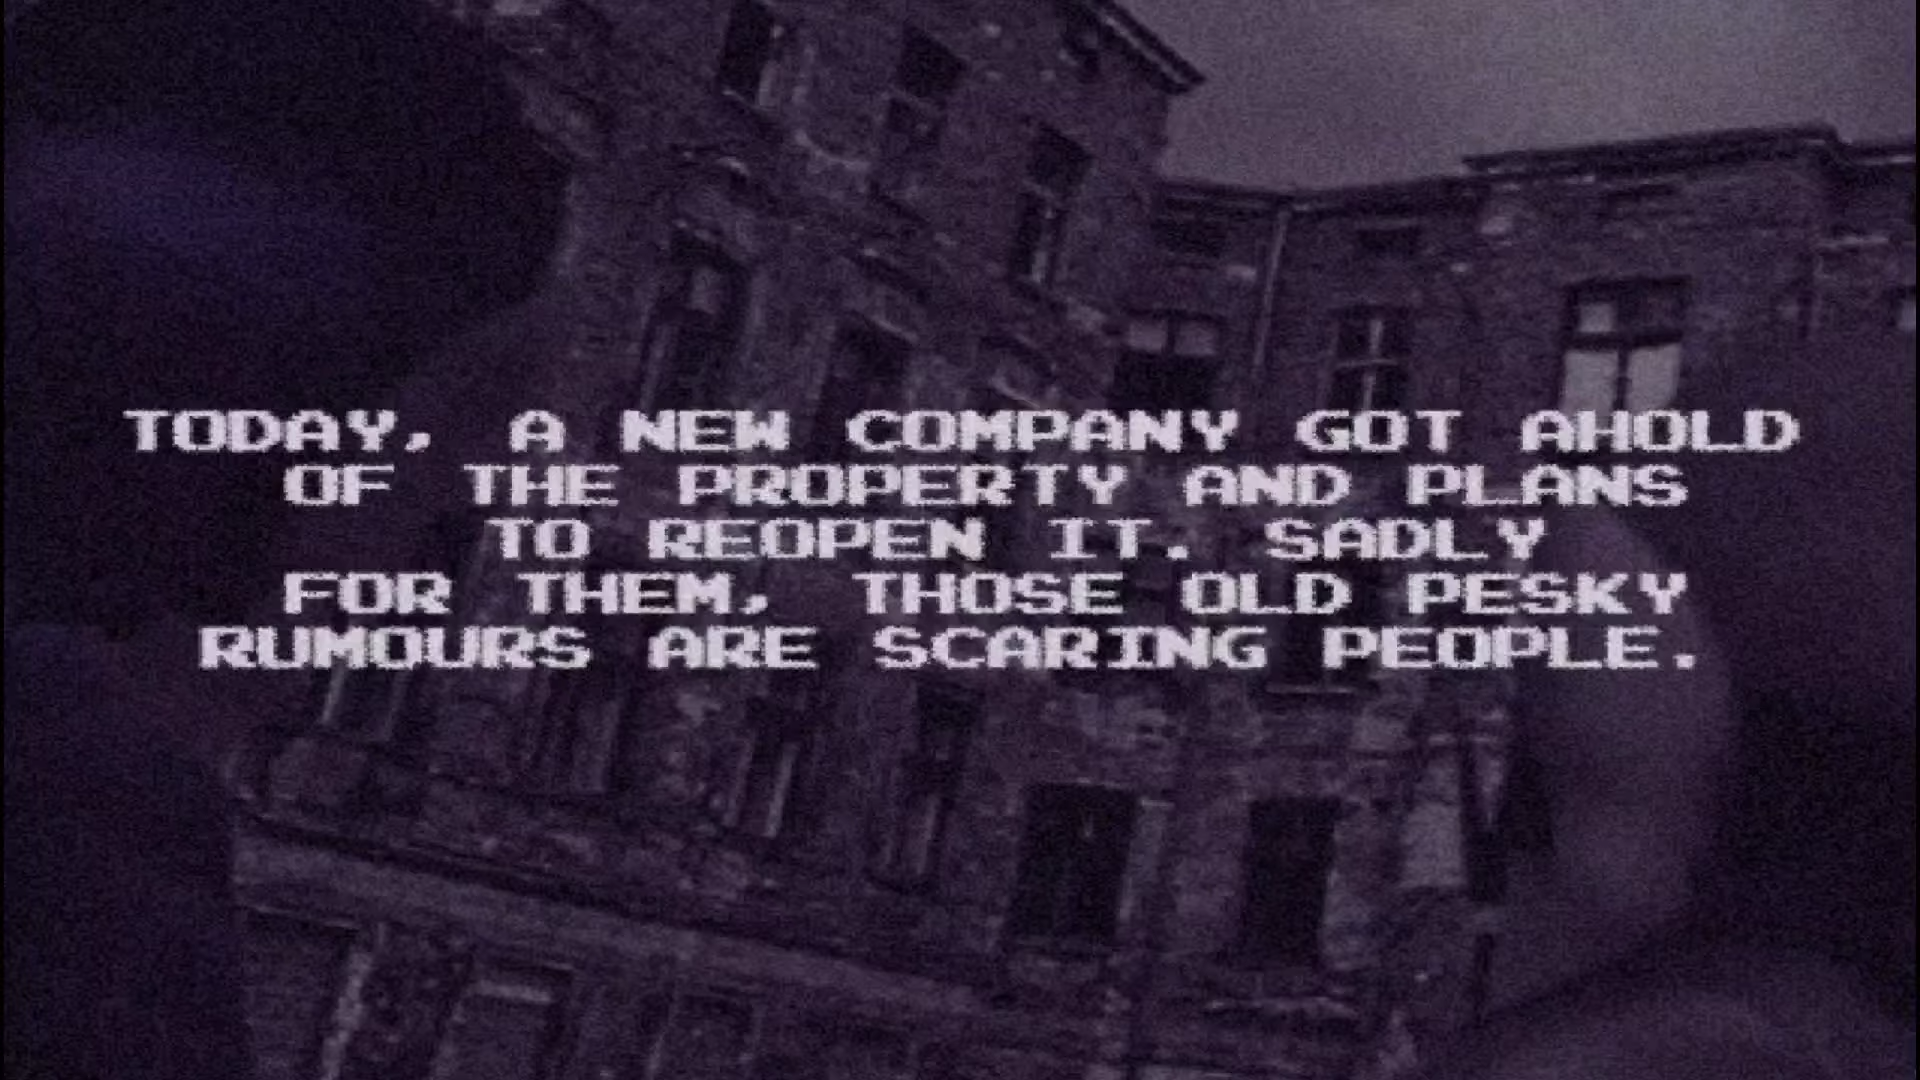 TODAY, A NEW COMPANY GOT AHOLD
OF THE PROPERTY AND PLANS
TO REOPEN IT. SADLY
FOR THEM, THOSE OLD PESKY
RUMOURS ARE SCARING PEOPLE.